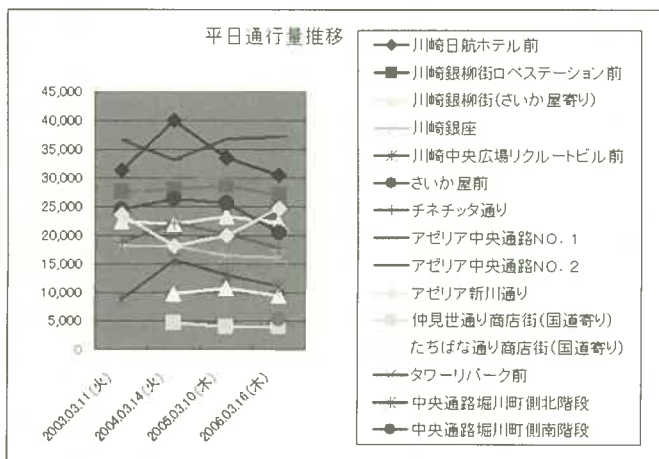 平日通行量推移
45,000
40,000
35,000
30,000
25,000
20,000
15,000
10,000
5,000
0
2003.03.11(火)
2004.03.14(火)
2005.03.10(木)
2006.03.16(木)
川崎日航ホテル前
川崎銀柳街ロペステーション前
川崎銀柳街(さいか屋寄り)
川崎銀座
川崎中央広場リクルートビル前
さいか屋前
チネチッタ通り
アゼリア中央通路NO.1
アゼリア中央通路NO.2
アゼリア新川通り
仲見世通り商店街(国道寄り)
たちばな通り商店街(国道寄り)
タワーリパーク前
中央通路堀川町側北階段
中央通路堀川町側南階段